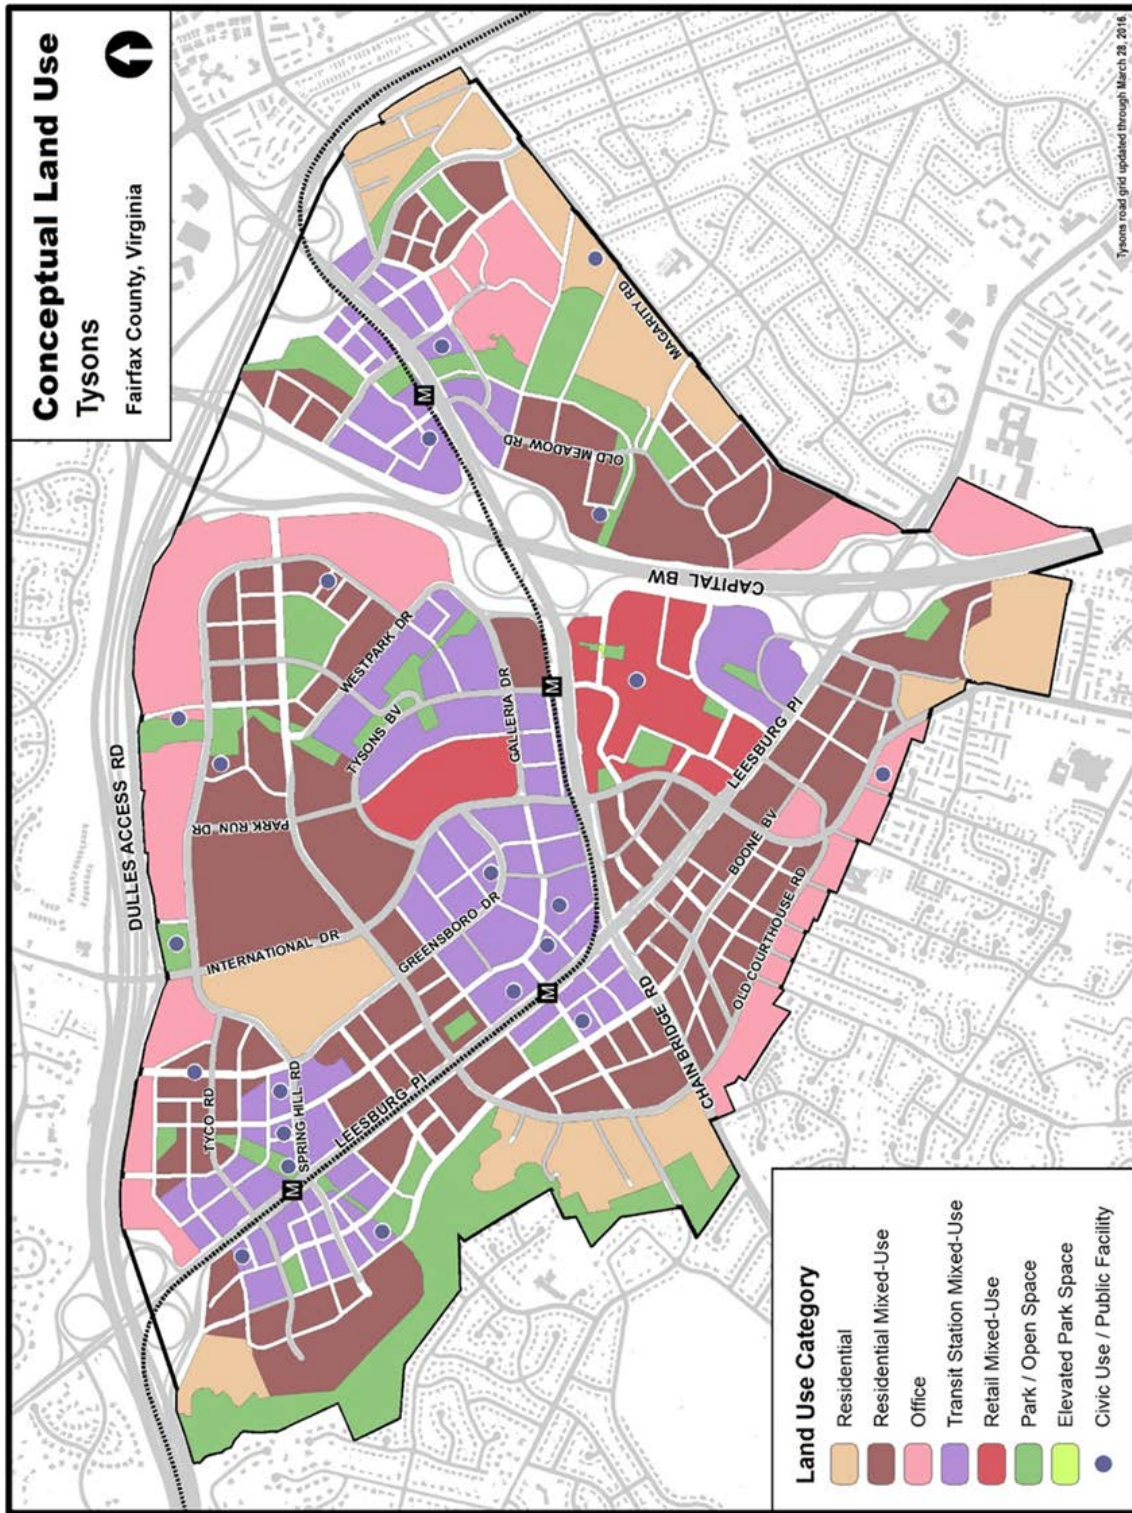 Conceptual Land Use
Tysons
Fairfax County, Virginia
DULLES ACCESS RD
PARK RUN DR
INTERNATIONAL DR
WESTPARK DR
TYSONS BV
GALLERIA DR
GREENSBORO DR
TYCO RD
SPRING HILL RD
LEESBURG PI
OLD MEADOW RD
MAGARITY RD
CAPITAL BW
LEESBURG PI
BOONE BV
OLD COURTHOUSE RD
CHAIN BRIDGE RD
M
M
M
M
Land Use Category
Residential
Residential Mixed-Use
Office
Transit Station Mixed-Use
Retail Mixed-Use
Park / Open Space
Elevated Park Space
Civic Use / Public Facility
Tysons road grid updated through March 28, 2016